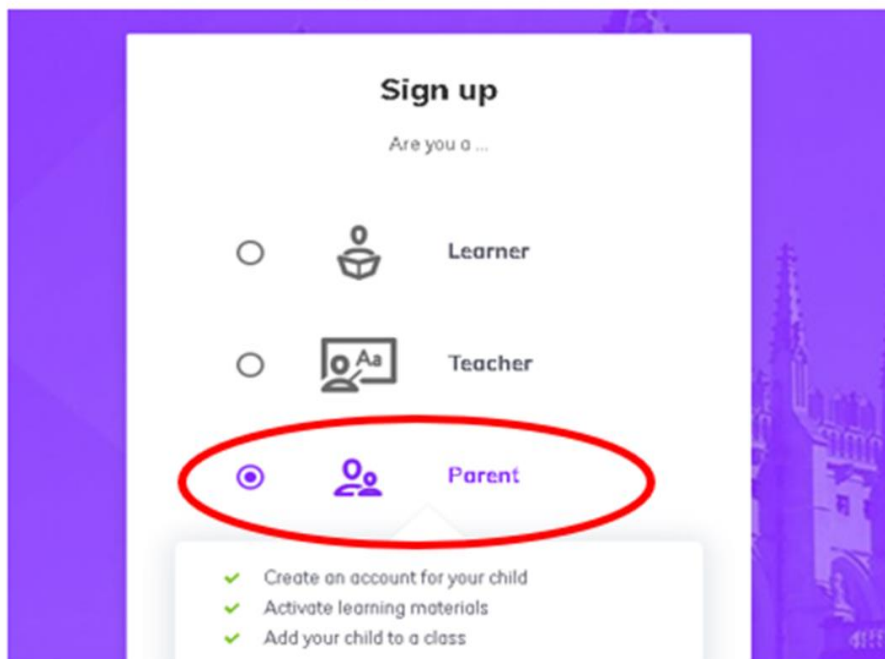 Sign up
Are you a ...
Learner
Aa
Teacher
Parent
Create an account for your child
Activate learning materials
Add your child to a class